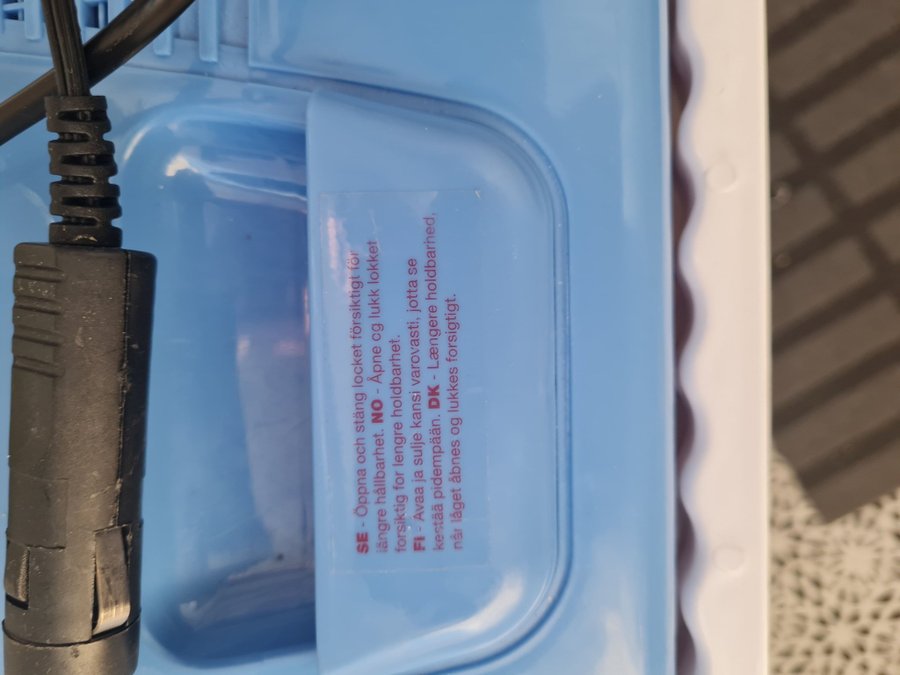 SE - Öppna och stäng locket försiktigt för
längre hållbarhet. NO - Åpne og lukk lokket
forsiktig for lengre holdbarhet.
FI - Avaa ja sulje kansi varovasti, jotta se
kestää pidempään. DK - Længere holdbarhed,
når låget åbnes og lukkes forsigtigt.